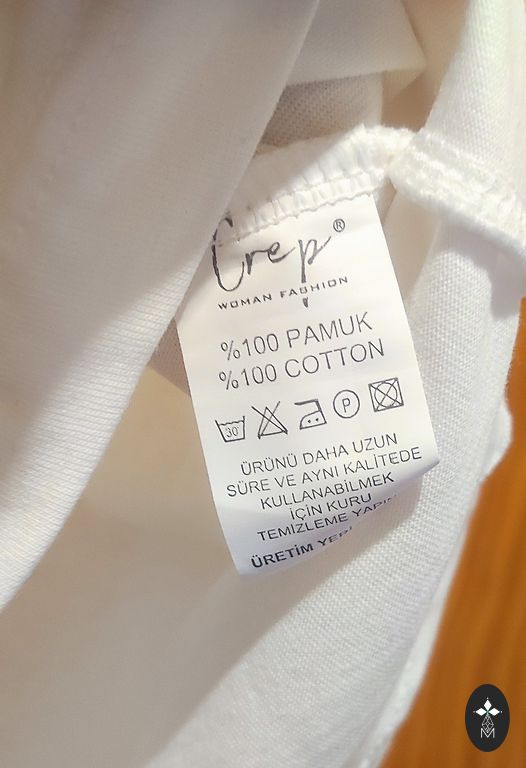 Crep®
WOMAN FASHION
%100 PAMUK
%100 COTTON
30°
P
ÜRÜNÜ DAHA UZUN
SÜRE VE AYNI KALİTEDE
KULLANABİLMEK
İÇİN KURU
TEMİZLEME
ÜRETİM
M